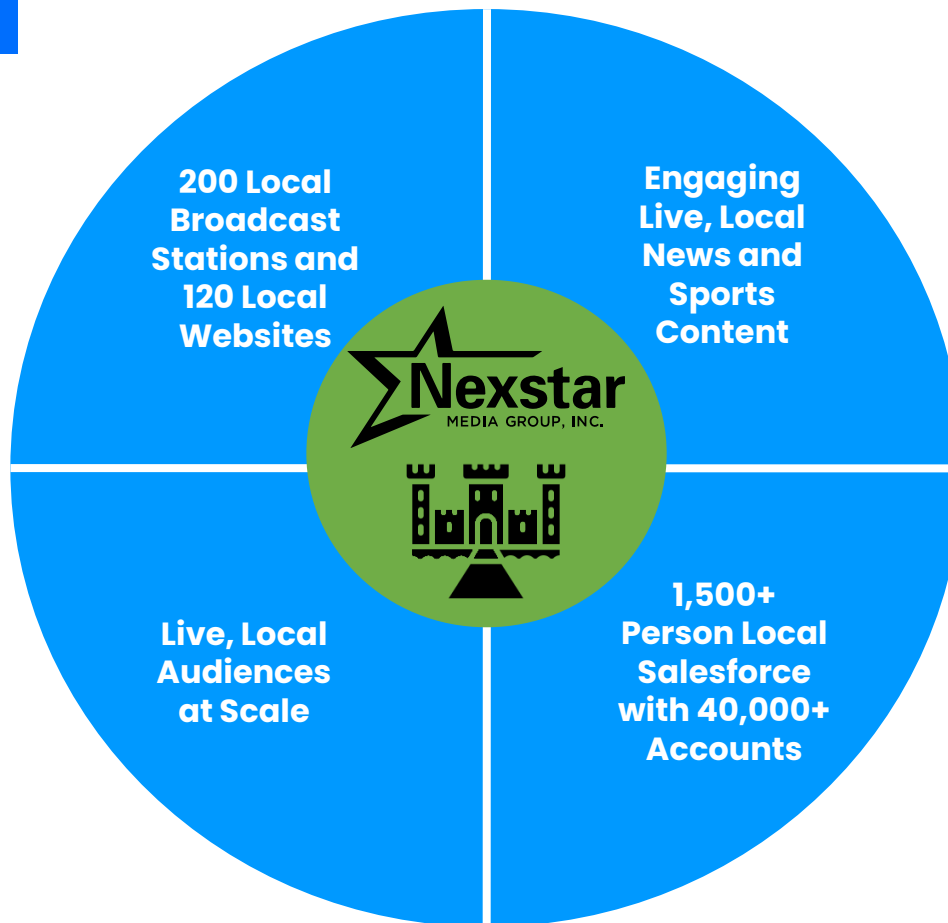 200 Local
Broadcast
Stations and
120 Local
Websites
Engaging
Live, Local
News and
Sports
Content
Nexstar
MEDIA GROUP, INC.
Live, Local
Audiences
at Scale
1,500+
Person Local
Salesforce
with 40,000+
Accounts